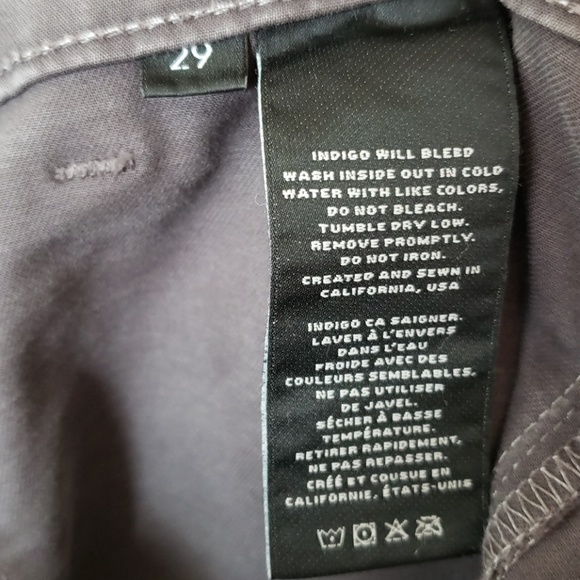 29
INDIGO WILL BLEED
WASH INSIDE OUT IN COLD
WATER WITH LIKE COLORS,
DO NOT BLEACH.
TUMBLE DRY LOW.
REMOVE PROMPTLY.
DO NOT IRON.
CREATED AND SEWN IN
CALIFORNIA, USA
INDIGO CA SAIGNER.
LAVER À L'ENVERS
DANS L'EAU
FROIDE AVEC DES
COULEURS SEMBLABLES,
NE PAS UTILISER
DE JAVEL.
SÉCHER À BASSE
TEMPÉRATURE.
RETIRER RAPIDEMENT,
NE PAS REPASSER.
CRÉÉ ET COUSUE EN
CALIFORNIE, ÉTATS-UNIS